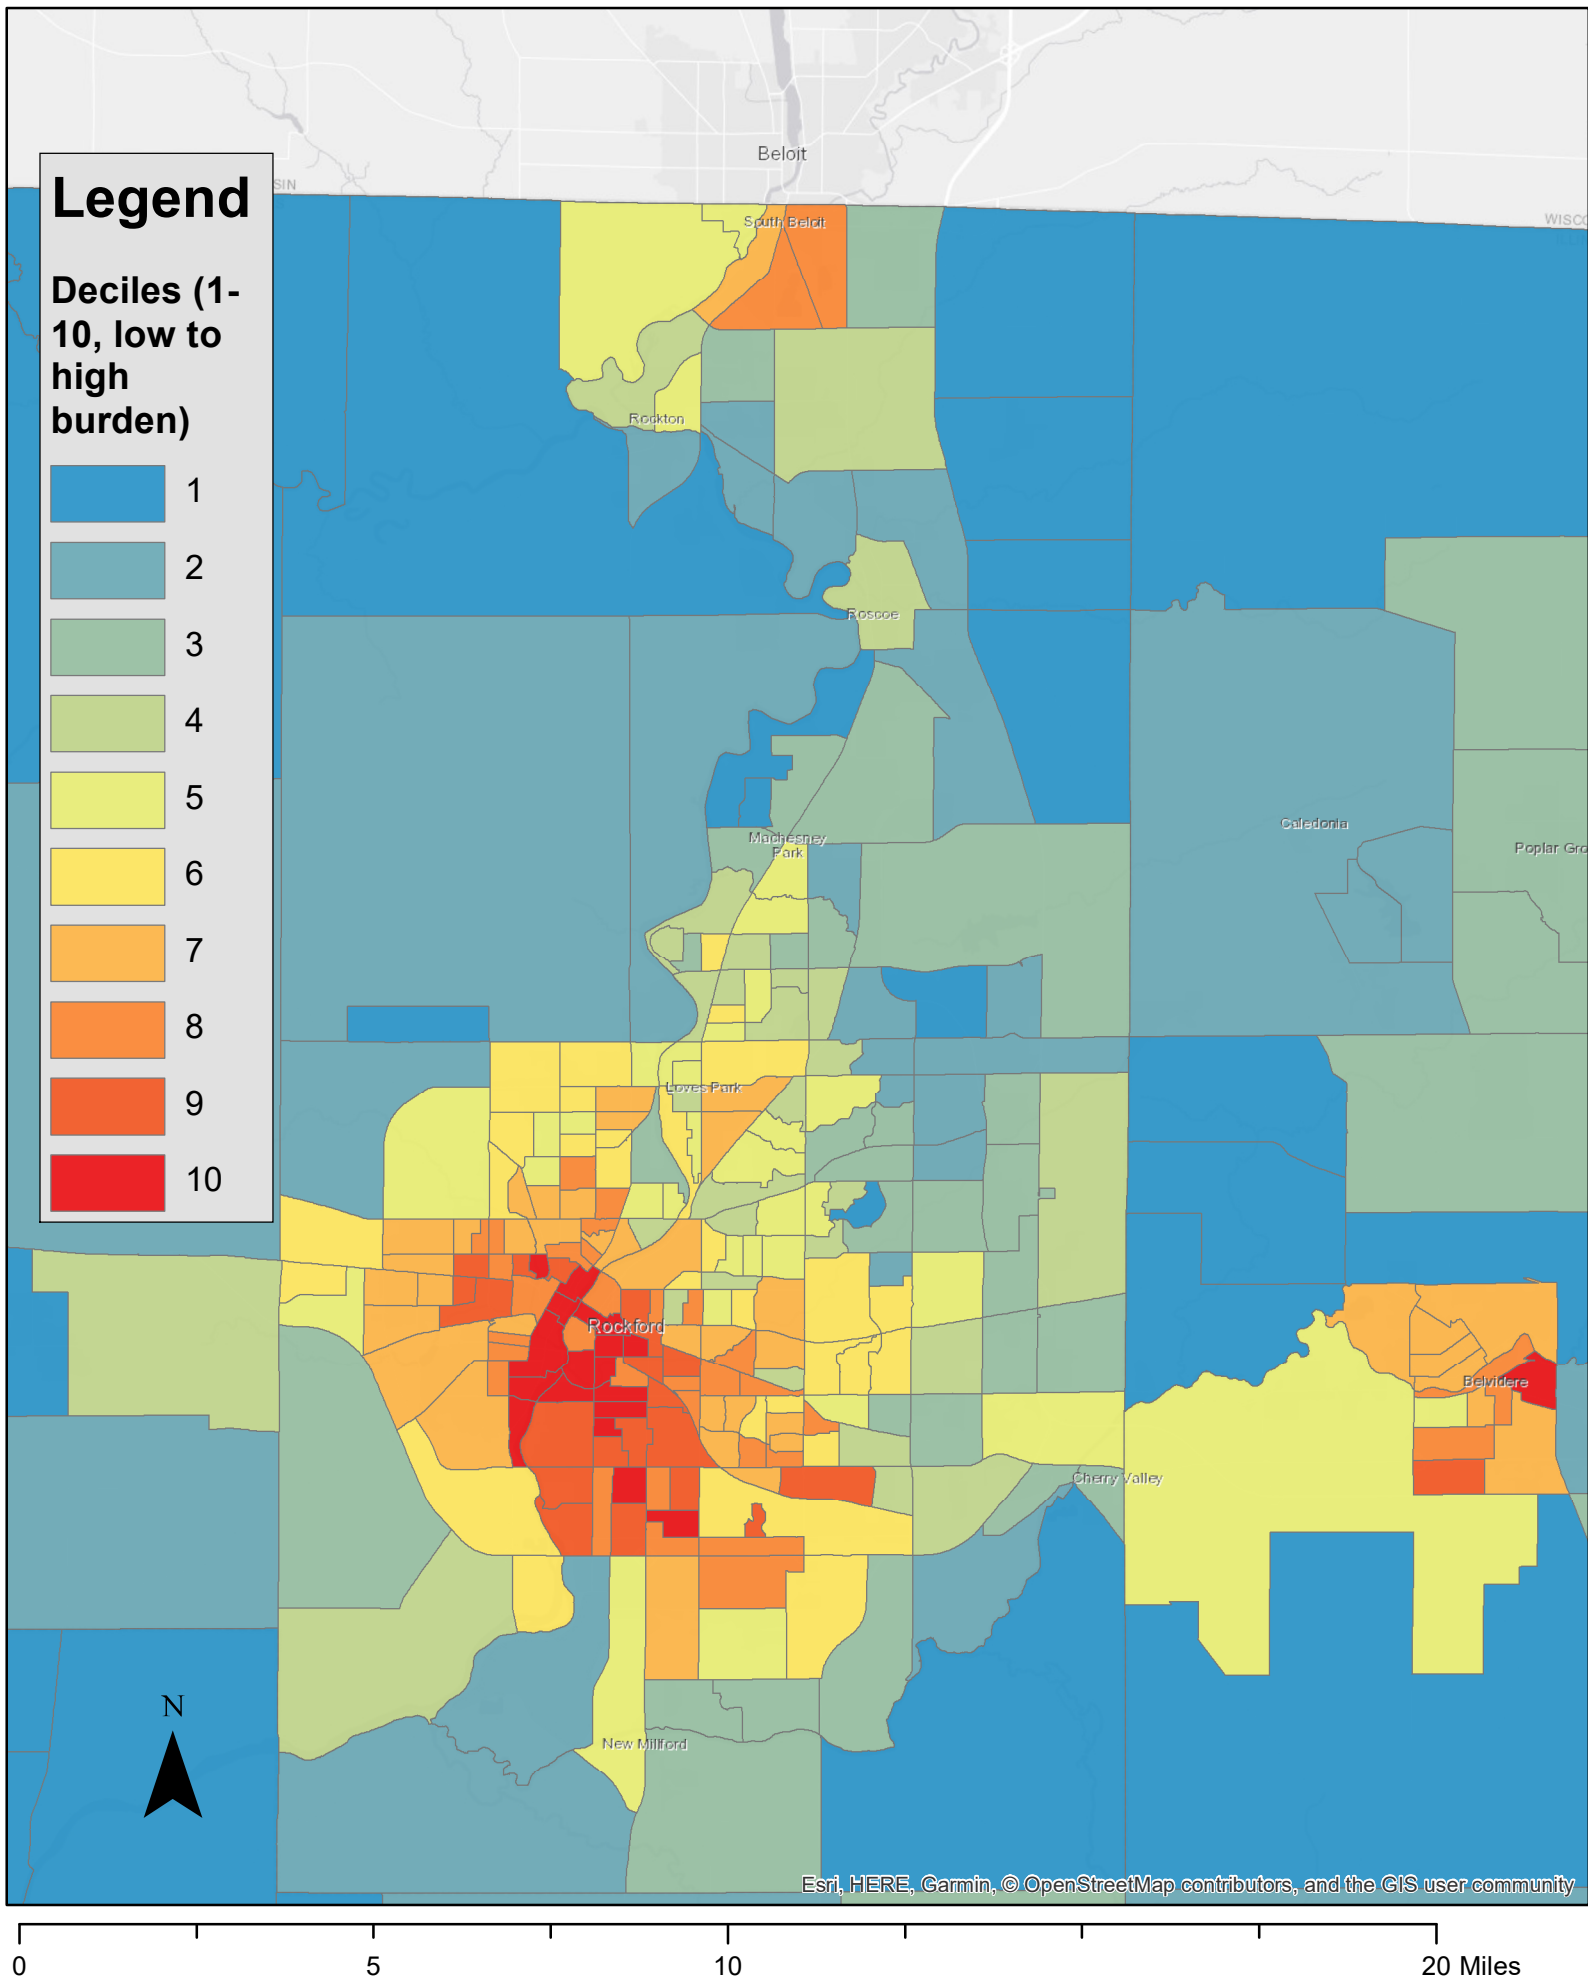 Beloit
SIN
WISCO
Legend
South Beloit
Deciles (1-
10, low to
high
burden)
Rockton
1
2
Roscoe
3
4
5
Machesney
Park
Caledonia
Poplar Gro
6
7
8
Loves Park
9
10
Rockford
Belvidere
Cherry Valley
N
New Millford
Esri, HERE, Garmin, © OpenStreetMap contributors, and the GIS user community
0 5 10 20 Miles